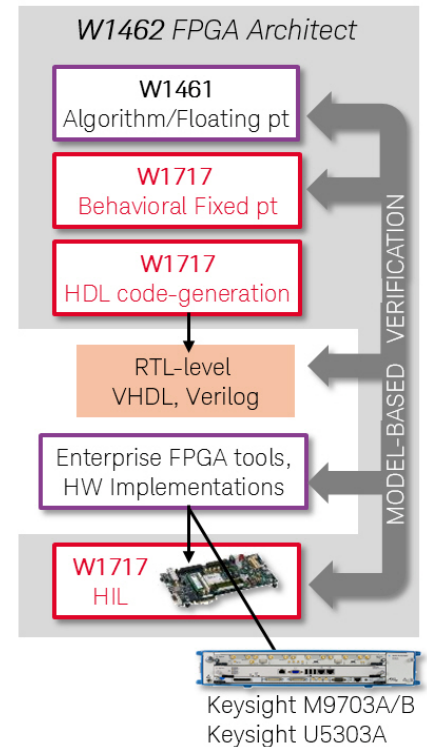 W1462 FPGA Architect
W1461
Algorithm/Floating pt
W1717
Behavioral Fixed pt
W1717
HDL code-generation
RTL-level
VHDL, Verilog
Enterprise FPGA tools,
HW Implementations
W1717
HIL
MODEL-BASED VERIFICATION
Keysight M9703A/B
Keysight U5303A